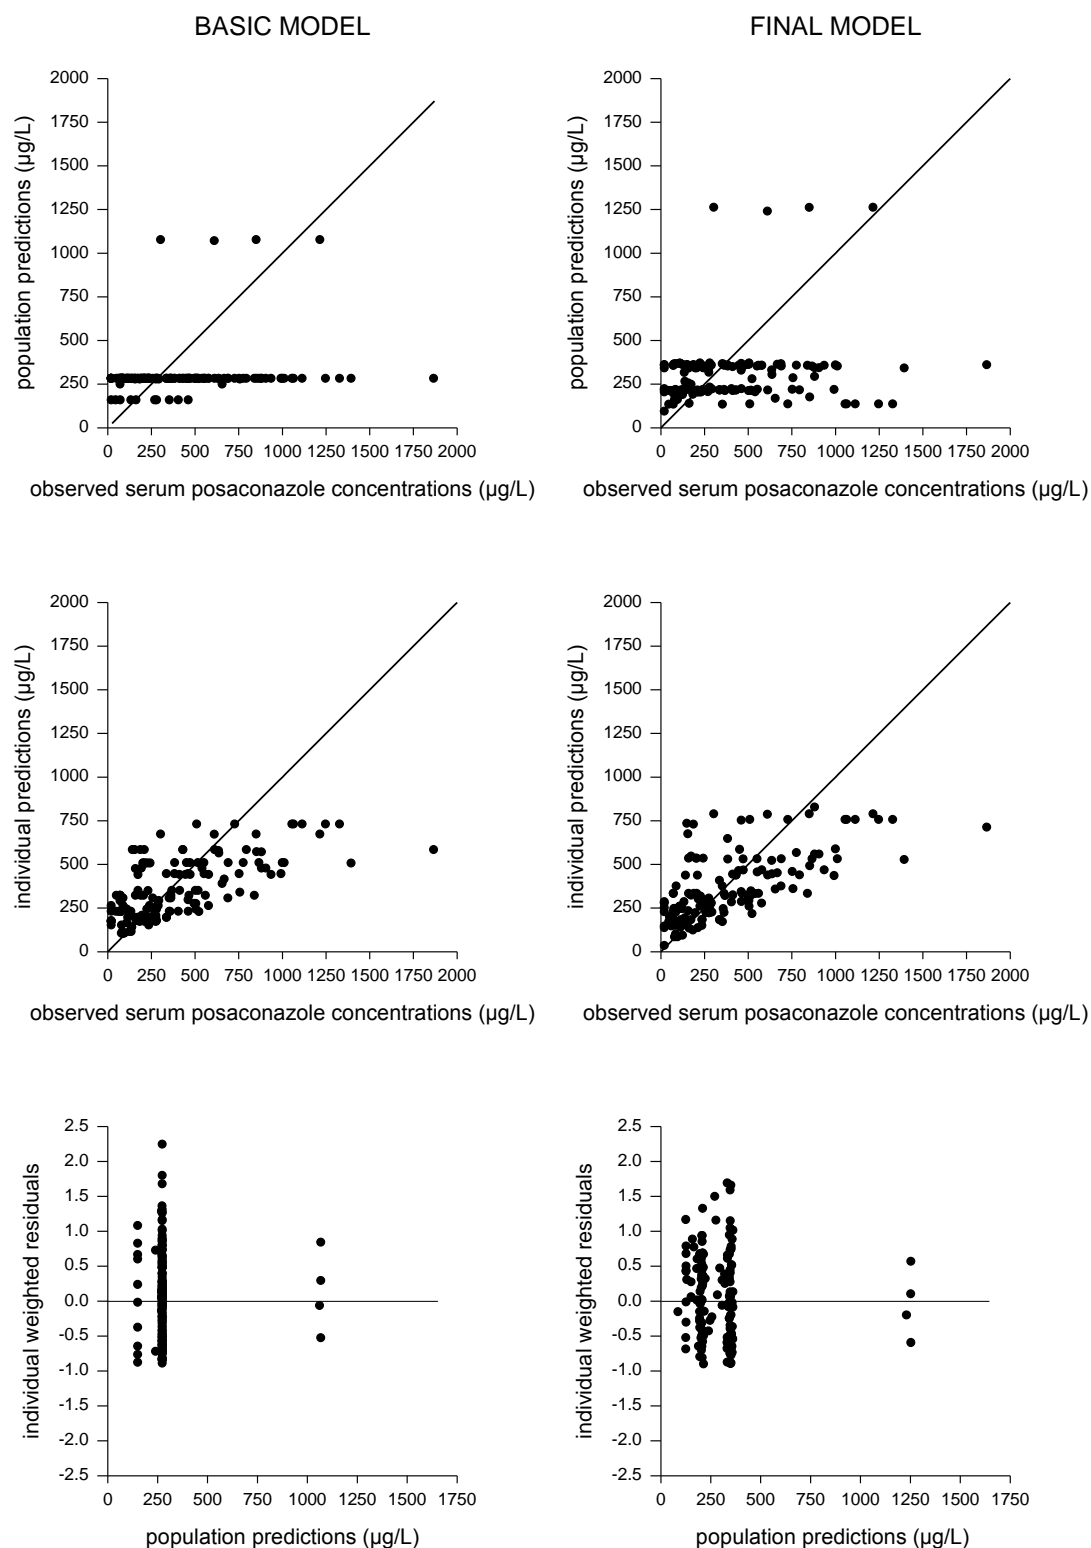 BASIC MODEL
FINAL MODEL
population predictions (µg/L)
2000
1750
1500
1250
1000
750
500
250
0
0 250 500 750 1000 1250 1500 1750 2000
observed serum posaconazole concentrations (µg/L)
population predictions (µg/L)
2000
1750
1500
1250
1000
750
500
250
0
0 250 500 750 1000 1250 1500 1750 2000
observed serum posaconazole concentrations (µg/L)
individual predictions (µg/L)
2000
1750
1500
1250
1000
750
500
250
0
0 250 500 750 1000 1250 1500 1750 2000
observed serum posaconazole concentrations (µg/L)
individual predictions (µg/L)
2000
1750
1500
1250
1000
750
500
250
0
0 250 500 750 1000 1250 1500 1750 2000
observed serum posaconazole concentrations (µg/L)
individual weighted residuals
2.5
2.0
1.5
1.0
0.5
0.0
-0.5
-1.0
-1.5
-2.0
-2.5
0 250 500 750 1000 1250 1500 1750
population predictions (µg/L)
individual weighted residuals
2.5
2.0
1.5
1.0
0.5
0.0
-0.5
-1.0
-1.5
-2.0
-2.5
0 250 500 750 1000 1250 1500 1750
population predictions (µg/L)